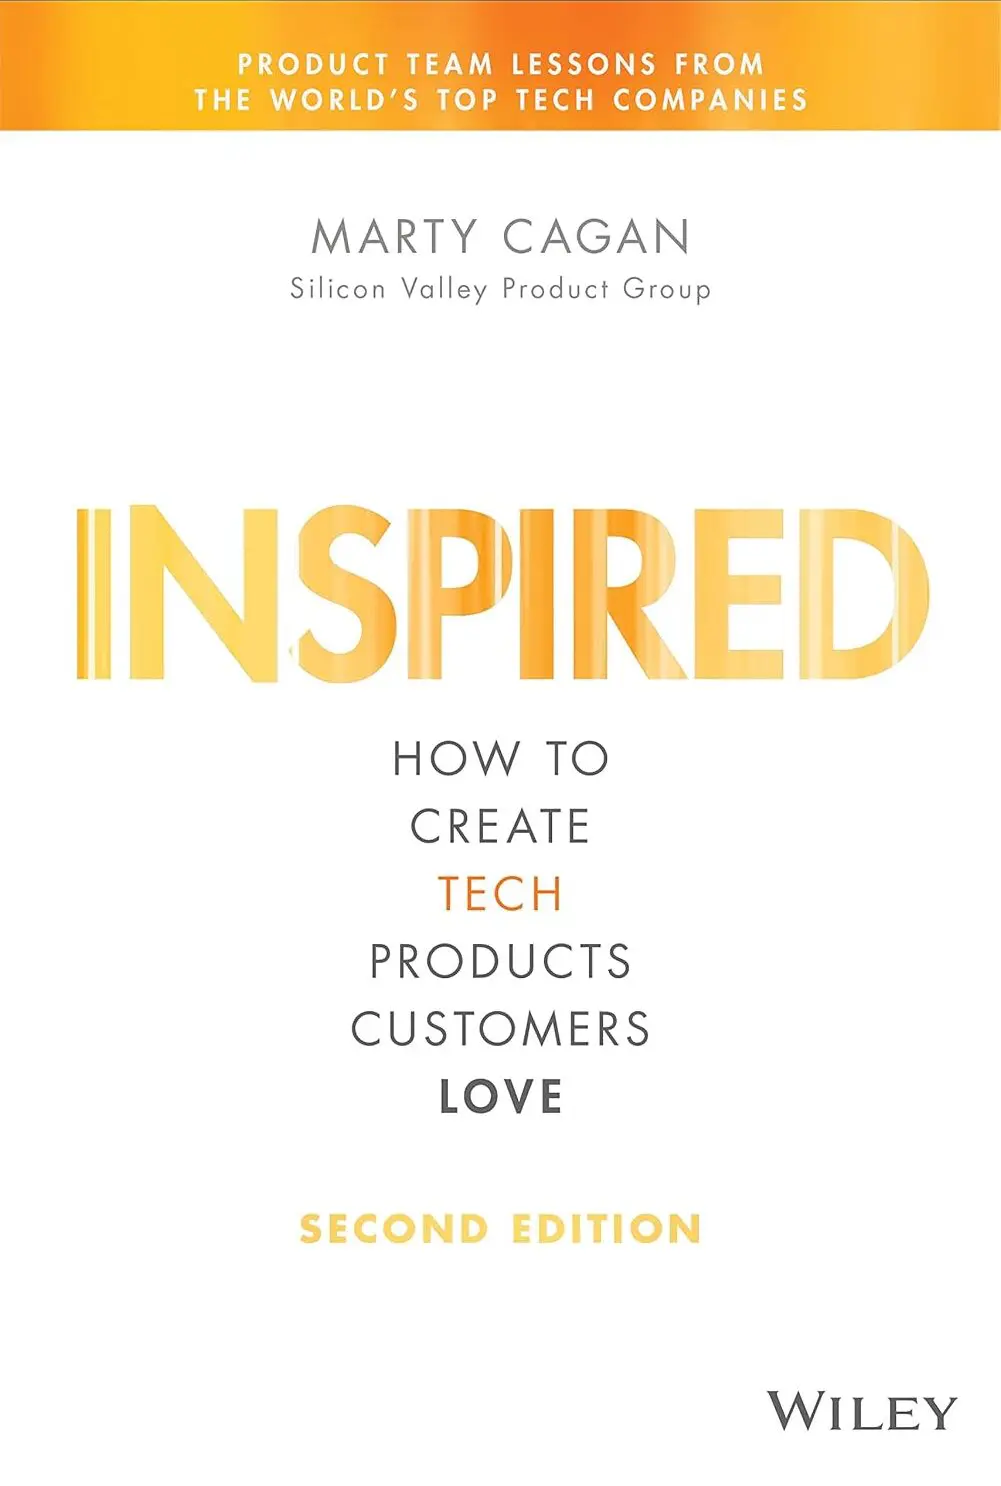 PRODUCT TEAM LESSONS FROM
THE WORLD'S TOP TECH COMPANIES
MARTY CAGAN
Silicon Valley Product Group
INSPIRED
HOW TO
CREATE
TECH
PRODUCTS
CUSTOMERS
LOVE
SECOND EDITION
WILEY